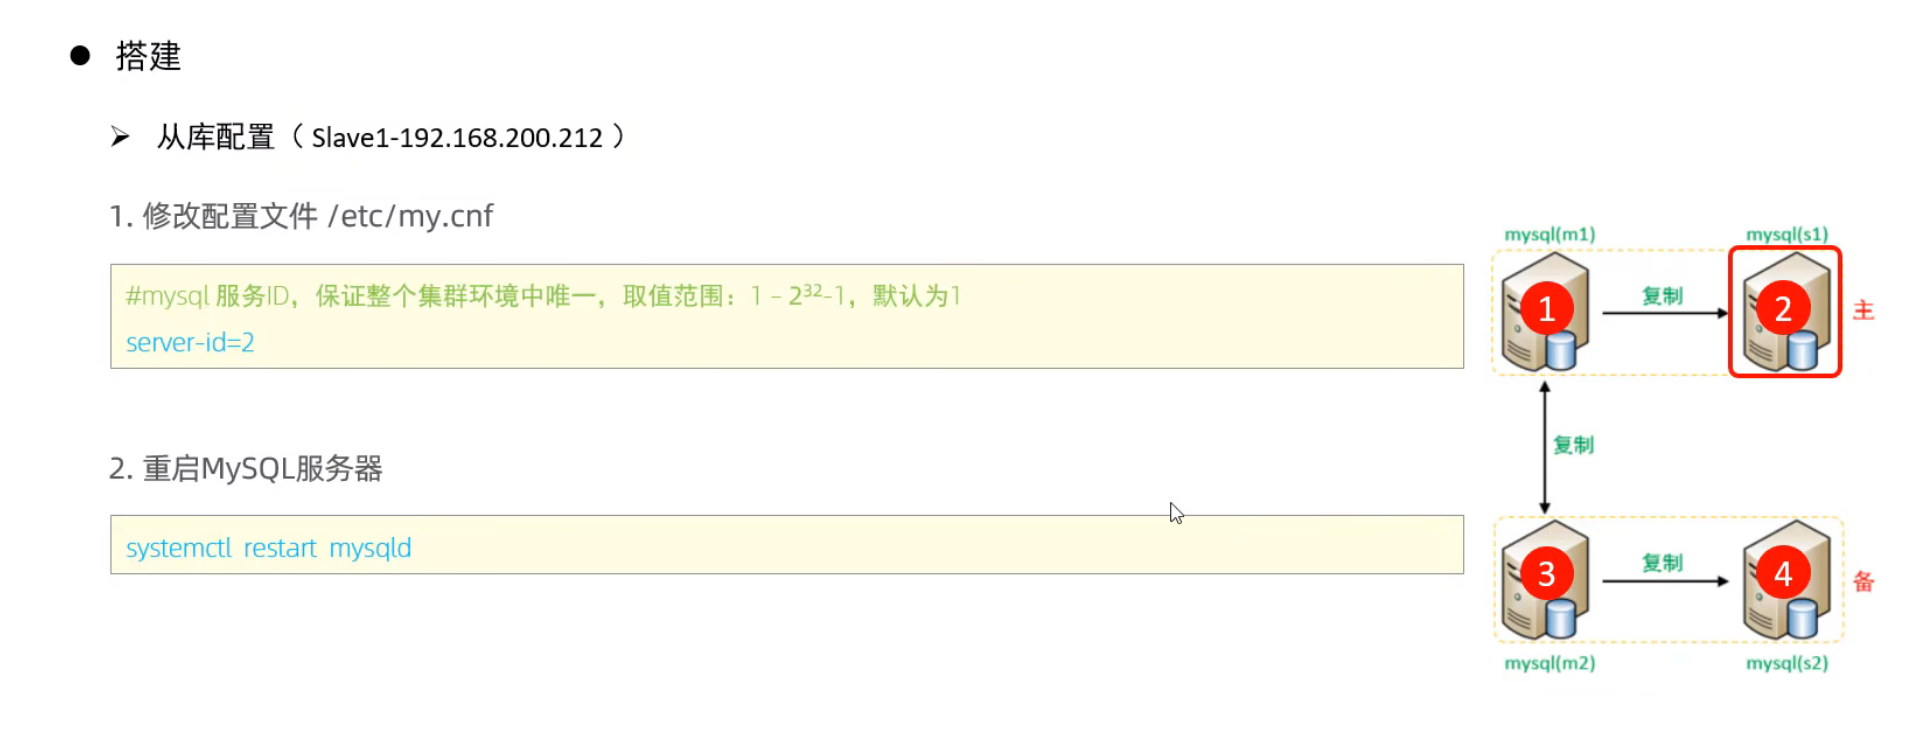 搭建
从库配置（ Slave1-192.168.200.212 ）
1. 修改配置文件 /etc/my.cnf
#mysql 服务ID，保证整个集群环境中唯一，取值范围：1 – 2³²-1，默认为1
server-id=2
2. 重启MySQL服务器
systemctl restart mysqld
mysql(m1) mysql(s1)
1 复制 2 主
复制
3 复制 4 备
mysql(m2) mysql(s2)